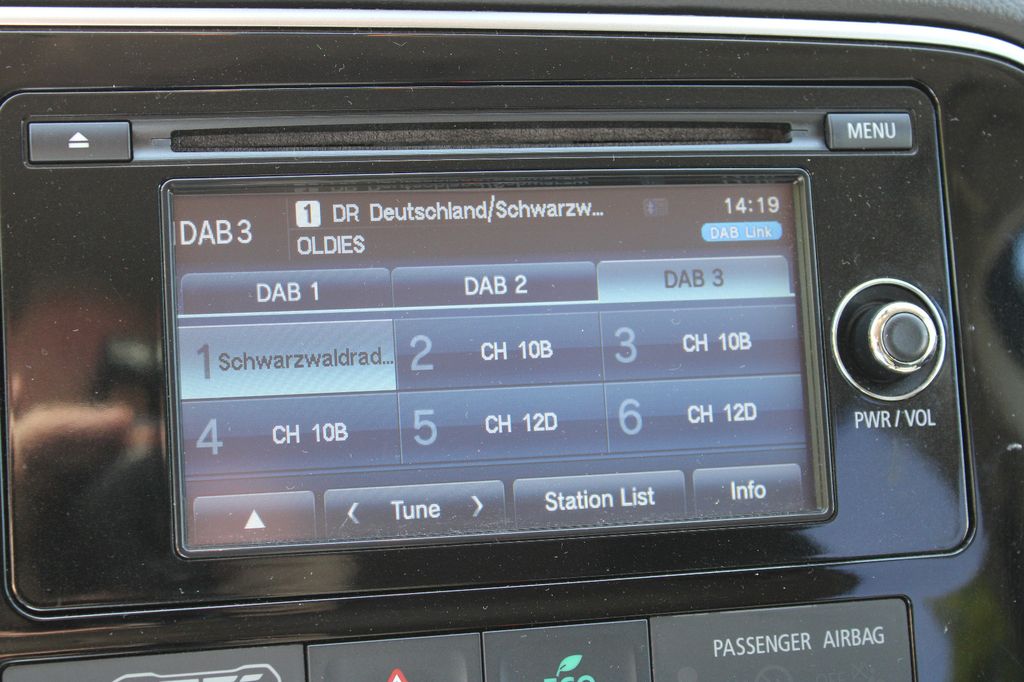 MENU
DAB 3
1 DR Deutschland/Schwarzw...
14:19
OLDIES
DAB Link
DAB 1
DAB 2
DAB 3
1 Schwarzwaldrad...
2 CH 10B
3 CH 10B
4 CH 10B
5 CH 12D
6 CH 12D
PWR / VOL
Tune
Station List
Info
PASSENGER AIRBAG
ECO